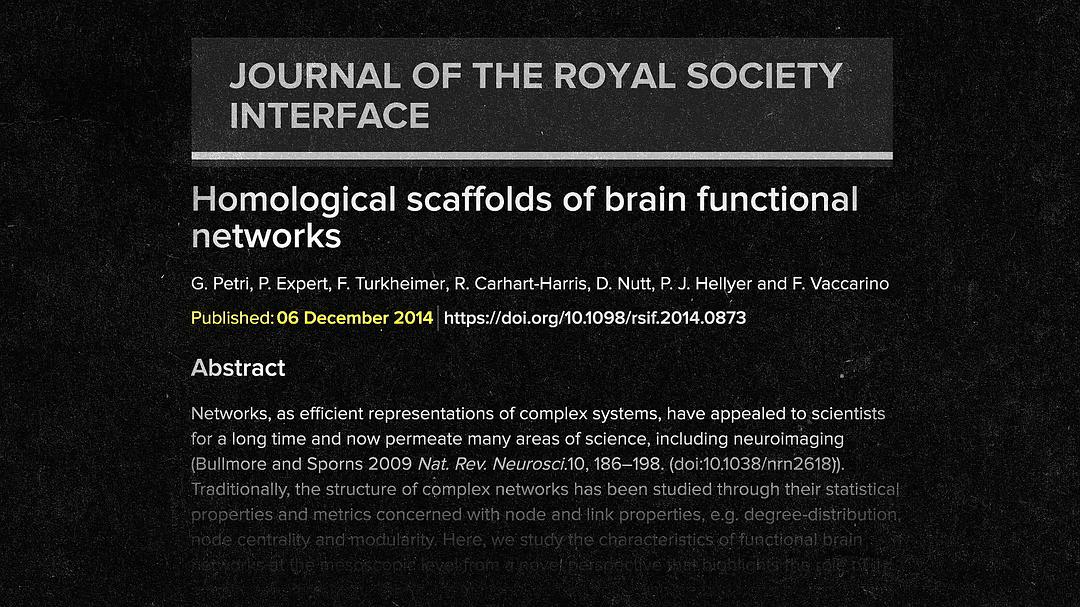 JOURNAL OF THE ROYAL SOCIETY
INTERFACE
Homological scaffolds of brain functional
networks
G. Petri, P. Expert, F. Turkheimer, R. Carhart-Harris, D. Nutt, P. J. Hellyer and F. Vaccarino
Published: 06 December 2014 | https://doi.org/10.1098/rsif.2014.0873
Abstract
Networks, as efficient representations of complex systems, have appealed to scientists
for a long time and now permeate many areas of science, including neuroimaging
(Bullmore and Sporns 2009 Nat. Rev. Neurosci.10, 186–198. (doi:10.1038/nrn2618)).
Traditionally, the structure of complex networks has been studied through their statistical
properties and metrics concerned with node and link properties, e.g. degree-distribution,
node centrality and modularity. Here, we study the characteristics of functional brain
networks at the mesoscopic level from a novel perspective that highlights the role of